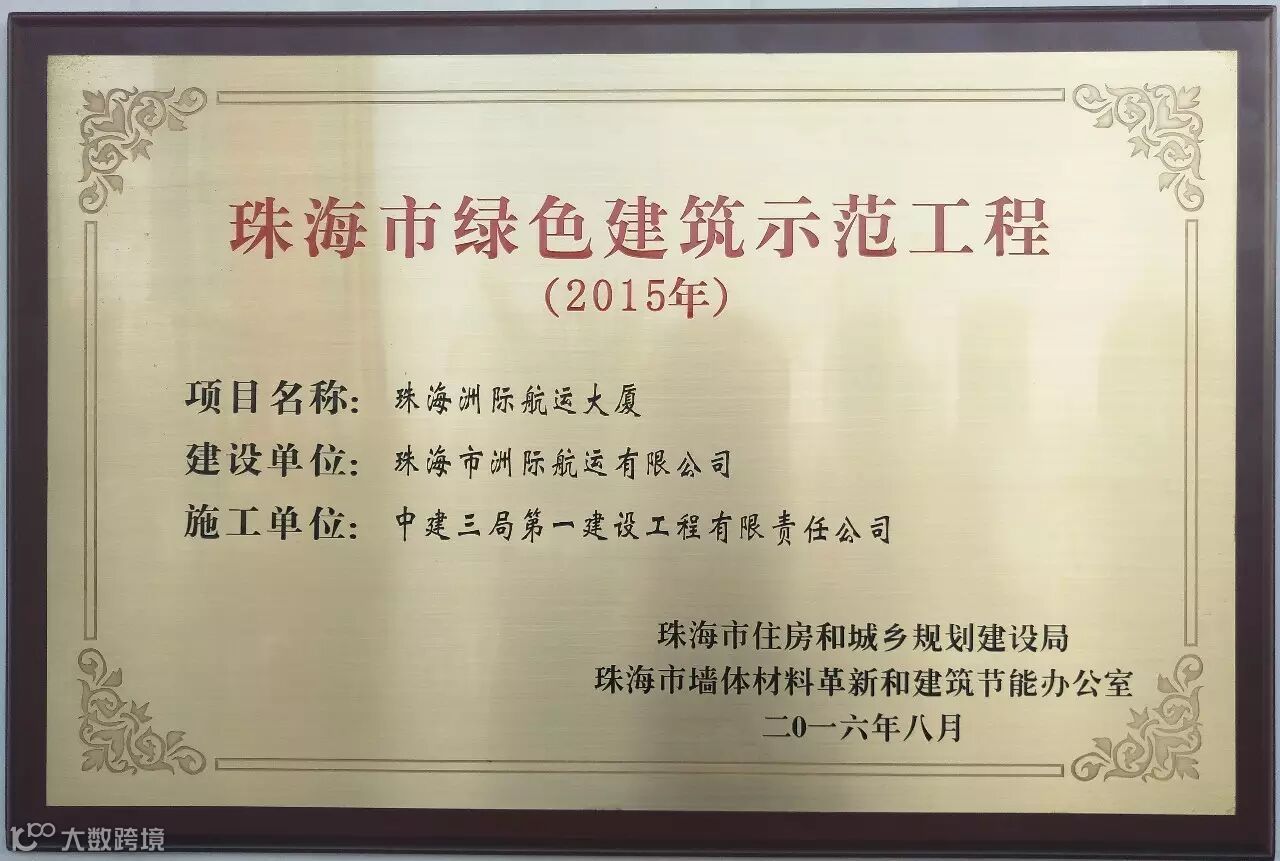 珠海市绿色建筑示范工程
(2015年)
项目名称：珠海洲际航运大厦
建设单位：珠海市洲际航运有限公司
施工单位：中建三局第一建设工程有限责任公司
珠海市住房和城乡规划建设局
珠海市墙体材料革新和建筑节能办公室
二0一六年八月
大数跨境